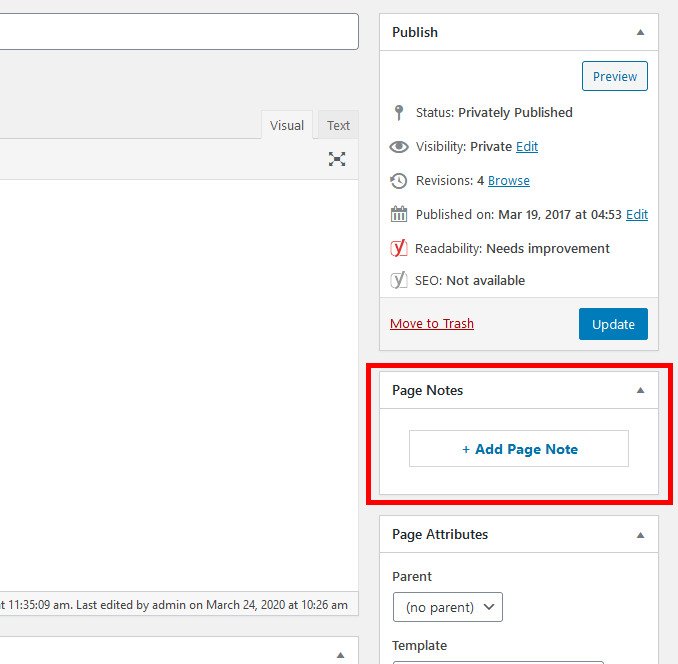 Publish
Preview
Status: Privately Published
Visibility: Private Edit
Revisions: 4 Browse
Published on: Mar 19, 2017 at 04:53 Edit
Readability: Needs improvement
SEO: Not available
Move to Trash
Update
Visual Text
Page Notes
+ Add Page Note
Page Attributes
Parent
(no parent)
Template
11:35:09 am. Last edited by admin on March 24, 2020 at 10:26 am